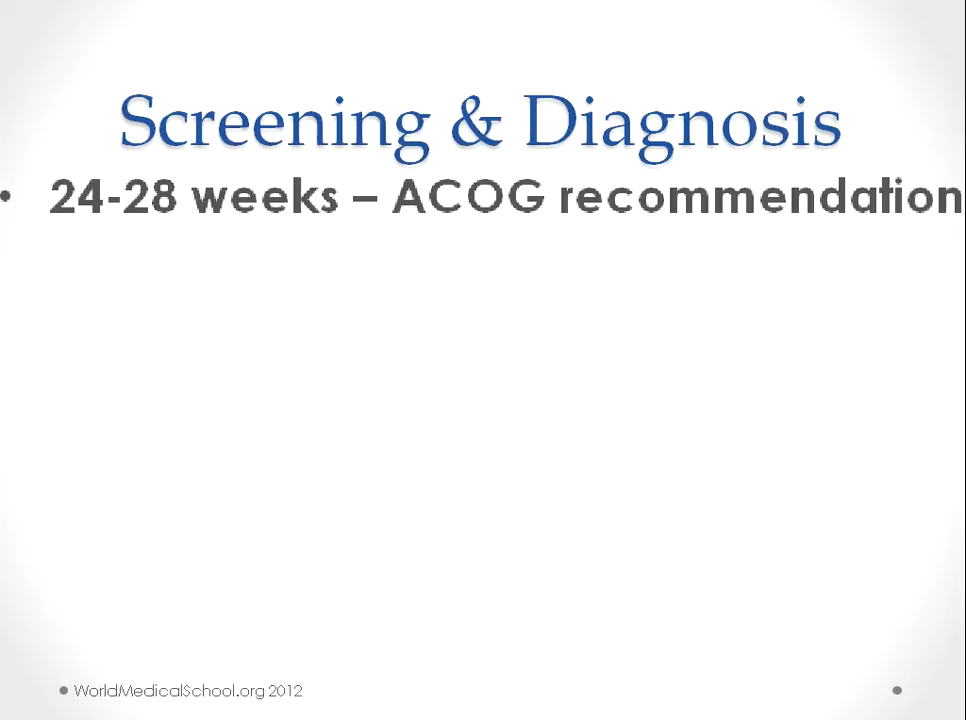 Screening & Diagnosis
• 24-28 weeks – ACOG recommendation
WorldMedicalSchool.org 2012